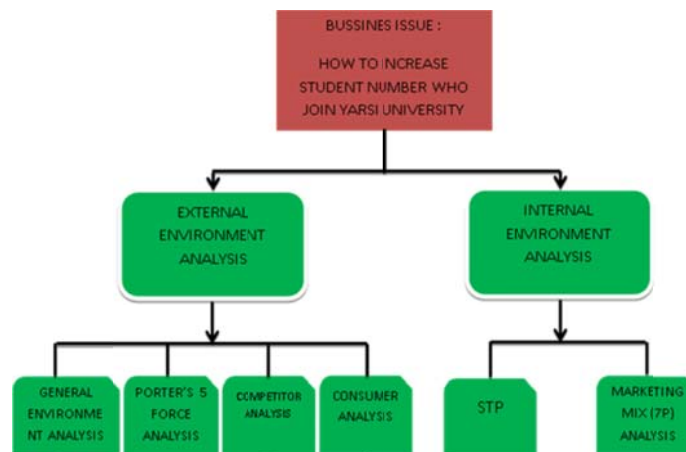 BUSSINES ISSUE :
HOW TO INCREASE
STUDENT NUMBER WHO
JOIN YARSI UNIVERSITY
EXTERNAL
ENVIRONMENT
ANALYSIS
INTERNAL
ENVIRONMENT
ANALYSIS
GENERAL
ENVIRONME
NT ANALYSIS
PORTER'S 5
FORCE
ANALYSIS
COMPETITOR
ANALYSIS
CONSUMER
ANALYSIS
STP
MARKETING
MIX (7P)
ANALYSIS